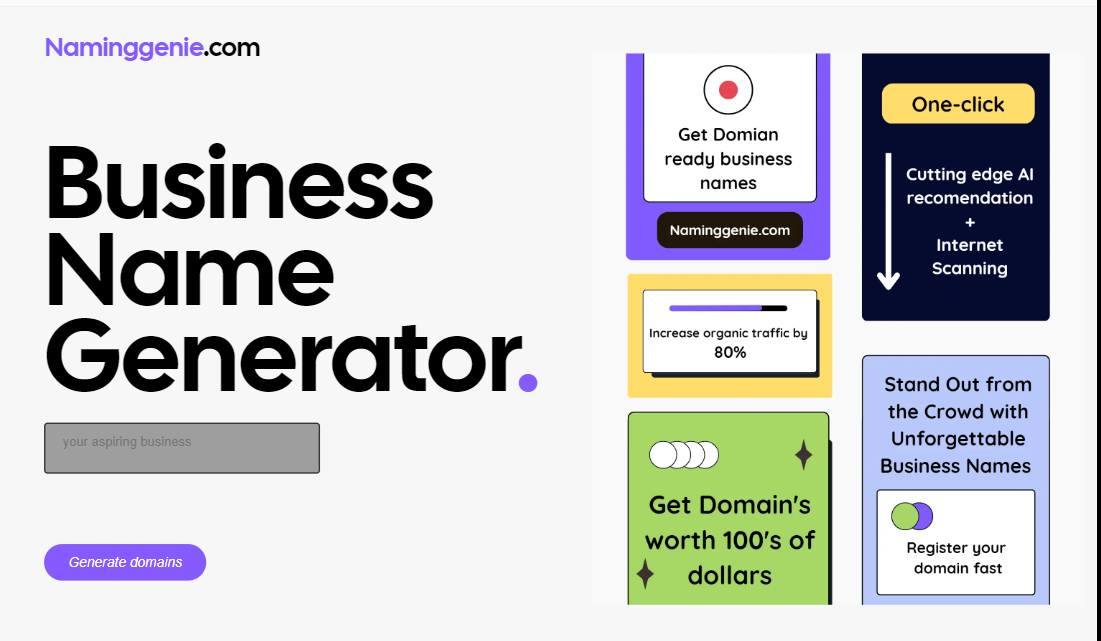 Naminggenie.com
Business
Name
Generator.
your aspiring business
Generate domains
Get Domian
ready business
names
Naminggenie.com
Increase organic traffic by
80%
Get Domain's
worth 100's of
dollars
One-click
Cutting edge AI
recomendation
+
Internet
Scanning
Stand Out from
the Crowd with
Unforgettable
Business Names
Register your
domain fast